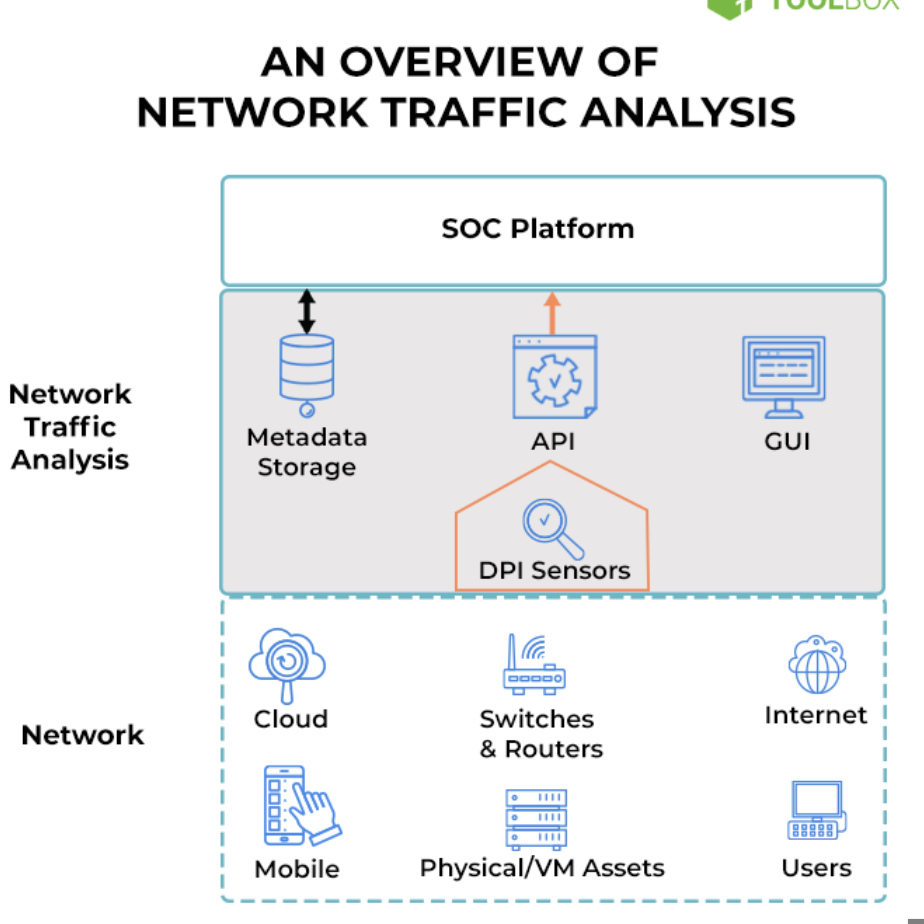 TOOLBOX
AN OVERVIEW OF
NETWORK TRAFFIC ANALYSIS
SOC Platform
Network
Traffic
Analysis
Metadata
Storage
API
GUI
DPI Sensors
Network
Cloud
Switches
& Routers
Internet
Mobile
Physical/VM Assets
Users